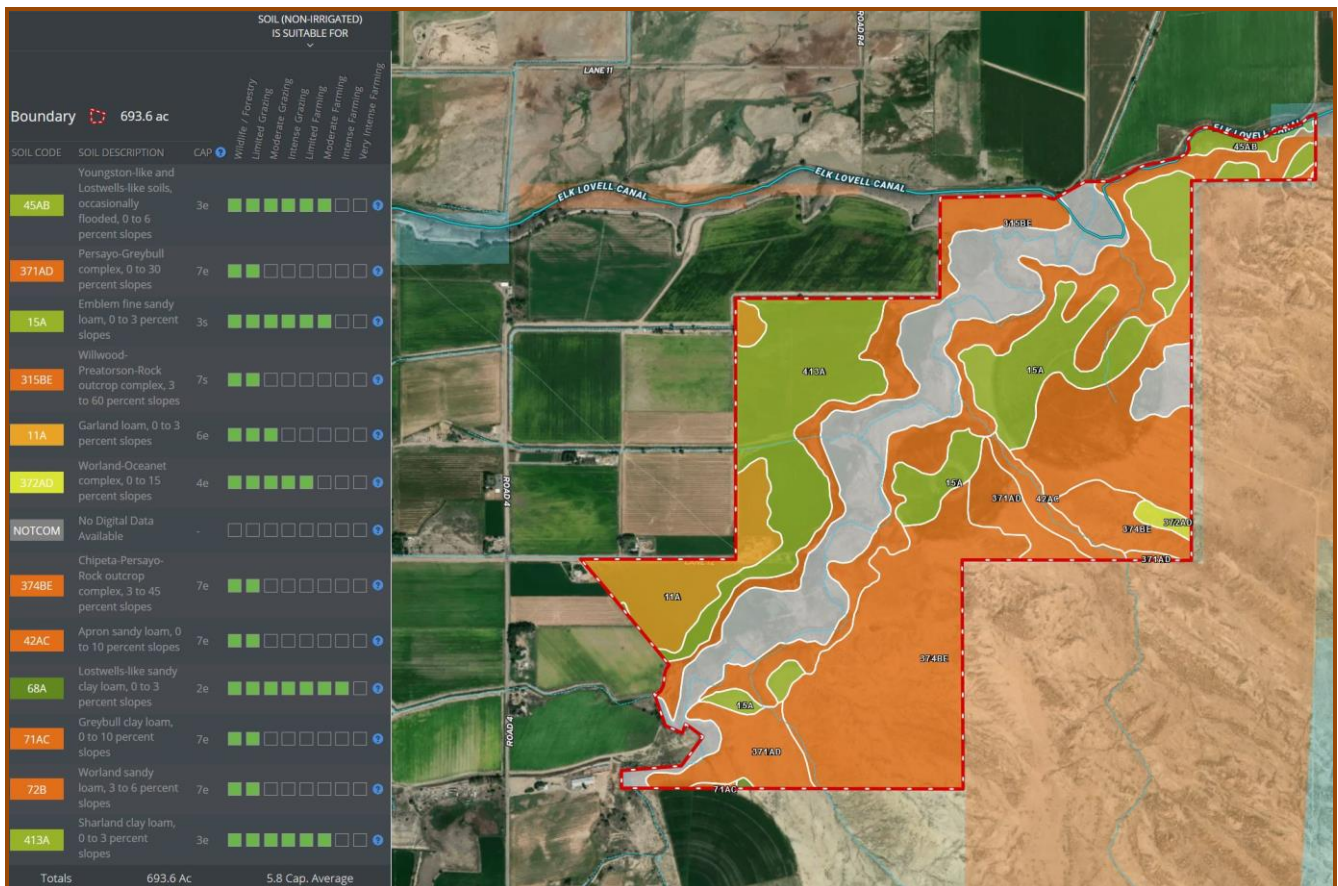 SOIL (NON-IRRIGATED)
IS SUITABLE FOR
Wildlife / Forestry
Limited Grazing
Moderate Grazing
Intense Grazing
Limited Farming
Moderate Farming
Intense Farming
Very Intense Farming
Boundary 693.6 ac
SOIL CODE SOIL DESCRIPTION CAP ?
Youngston-like and
Lostwells-like soils,
occasionally
flooded, 0 to 6
percent slopes
45AB 3e ?
Persayo-Greybull
complex, 0 to 30
percent slopes
371AD 7e ?
Emblem fine sandy
loam, 0 to 3 percent
slopes
15A 3s ?
Willwood-
Preatorson-Rock
outcrop complex, 3
to 60 percent slopes
315BE 7s ?
Garland loam, 0 to 3
percent slopes
11A 6e ?
Worland-Oceanet
complex, 0 to 15
percent slopes
372AD 4e ?
No Digital Data
Available
NOTCOM - ?
Chipeta-Persayo-
Rock outcrop
complex, 3 to 45
percent slopes
374BE 7e ?
Apron sandy loam, 0
to 10 percent slopes
42AC 7e ?
Lostwells-like sandy
clay loam, 0 to 3
percent slopes
68A 2e ?
Greybull clay loam,
0 to 10 percent
slopes
71AC 7e ?
Worland sandy
loam, 3 to 6 percent
slopes
72B 7e ?
Sharland clay loam,
0 to 3 percent
slopes
413A 3e ?
Totals 693.6 Ac 5.8 Cap. Average
LANE 11
ROAD R4
ELK LOVELL CANAL
ELK LOVELL CANAL
ELK LOVELL CANAL
45AB
315BE
413A
15A
ROAD 4
15A
371AD
42AC
374BE
372AD
371AD
11A
374BE
15A
ROAD 4
371AD
71AC